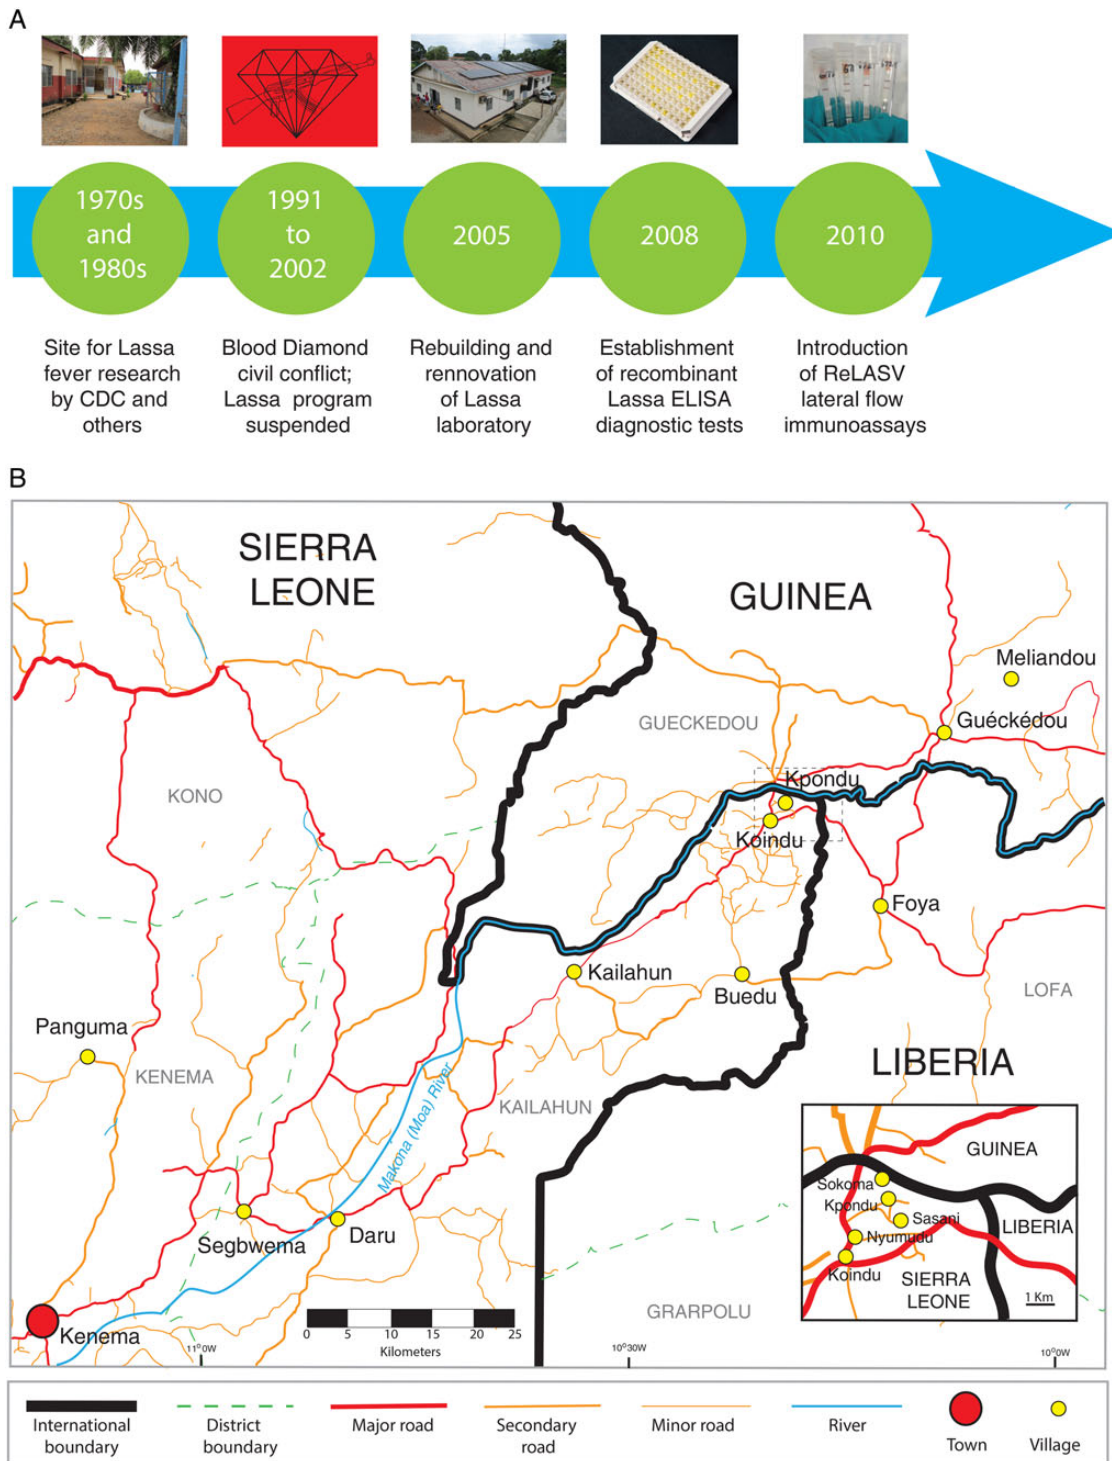 A
1970s
and
1980s
1991
to
2002
2005
2008
2010
Site for Lassa
fever research
by CDC and
others
Blood Diamond
civil conflict;
Lassa program
suspended
Rebuilding and
rennovation
of Lassa
laboratory
Establishment
of recombinant
Lassa ELISA
diagnostic tests
Introduction
of ReLASV
lateral flow
immunoassays
B
SIERRA
LEONE
GUINEA
Meliandou
GUECKEDOU
Guéckédou
Kpondu
KONO
Koindu
Foya
Kailahun
Buedu
LOFA
Panguma
KENEMA
LIBERIA
KAILAHUN
Makona (Moa) River
Segbwema
Daru
GRARPOLU
Kenema
0 5 10 15 20 25
Kilometers
11°W
10°30W
10°0W
GUINEA
Sokoma
Kpondu
Sasani
LIBERIA
Nyumudu
Koindu
SIERRA
LEONE
1 Km
International
boundary
District
boundary
Major road
Secondary
road
Minor road
River
Town
Village